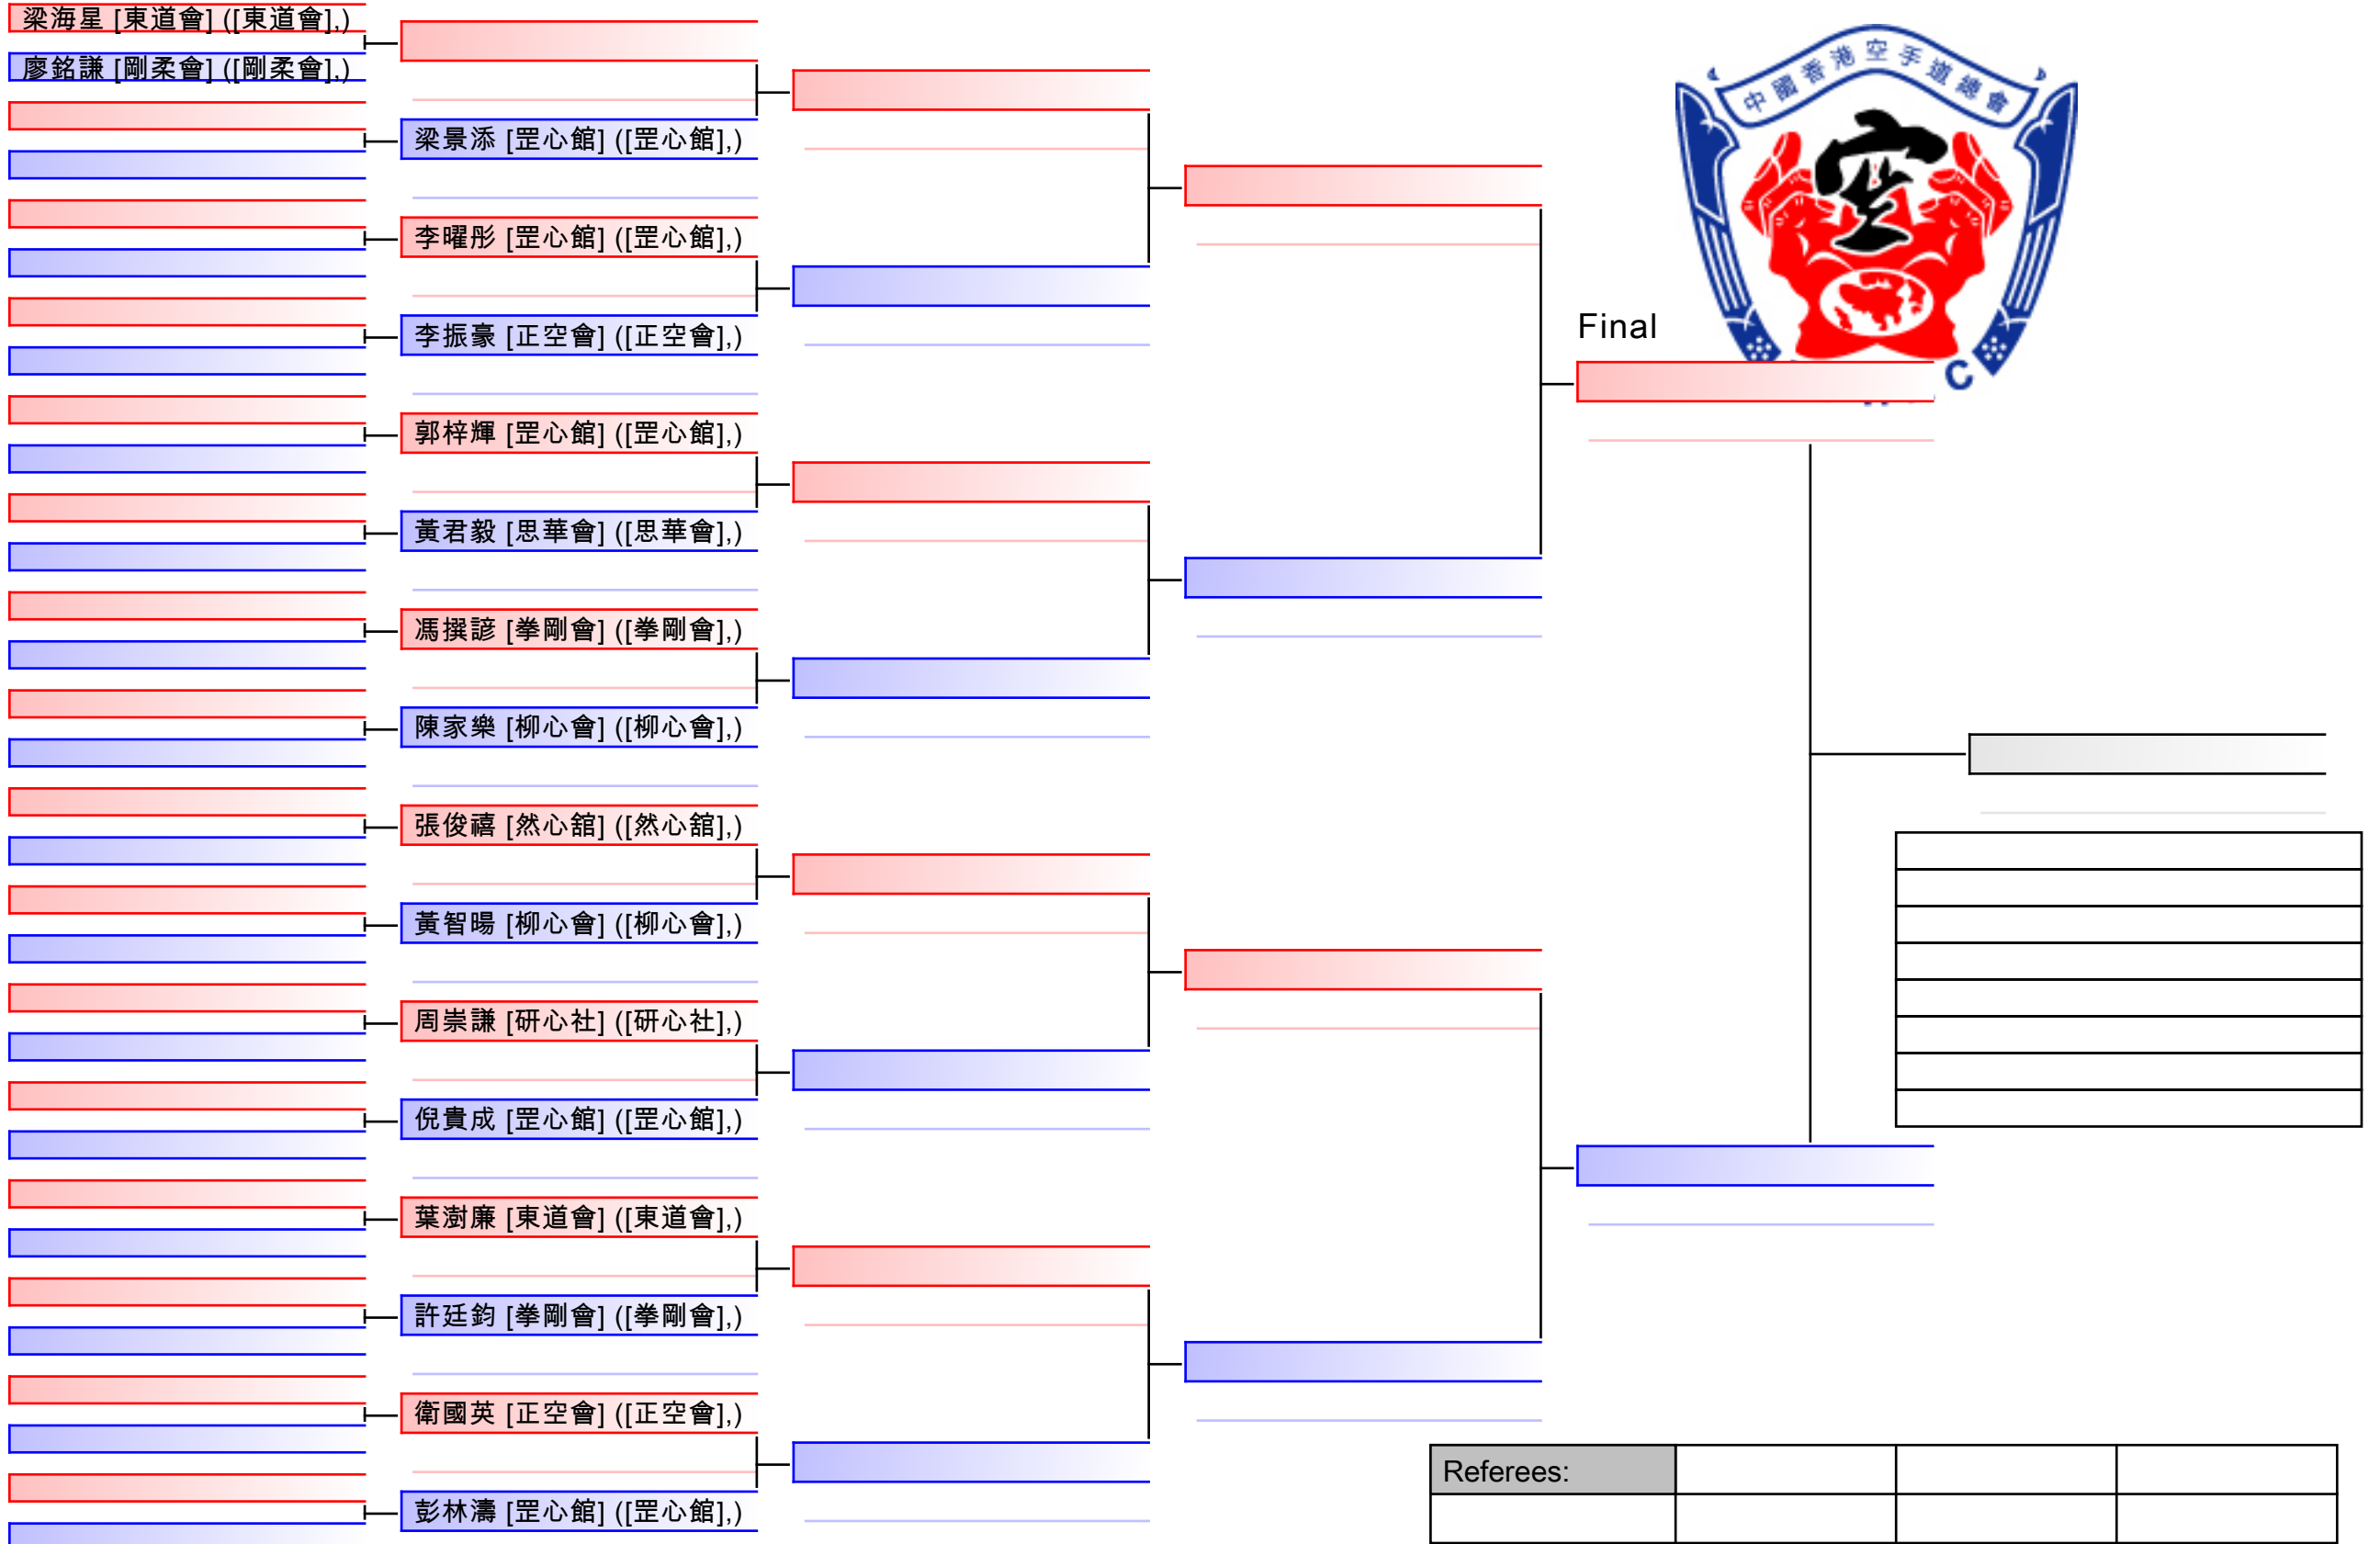 梁海星 [東道會] ([東道會],)
廖銘謙 [剛柔會] ([剛柔會],)
梁景添 [罡心館] ([罡心館],)
李曜彤 [罡心館] ([罡心館],)
李振豪 [正空會] ([正空會],)
郭梓輝 [罡心館] ([罡心館],)
黃君毅 [思華會] ([思華會],)
馮撰諺 [拳剛會] ([拳剛會],)
陳家樂 [柳心會] ([柳心會],)
張俊禧 [然心舘] ([然心舘],)
黃智暘 [柳心會] ([柳心會],)
周崇謙 [研心社] ([研心社],)
倪貴成 [罡心館] ([罡心館],)
葉澍廉 [東道會] ([東道會],)
許廷鈞 [拳剛會] ([拳剛會],)
衛國英 [正空會] ([正空會],)
彭林濤 [罡心館] ([罡心館],)
中國香港空手道總會
空
C
Final
Referees: